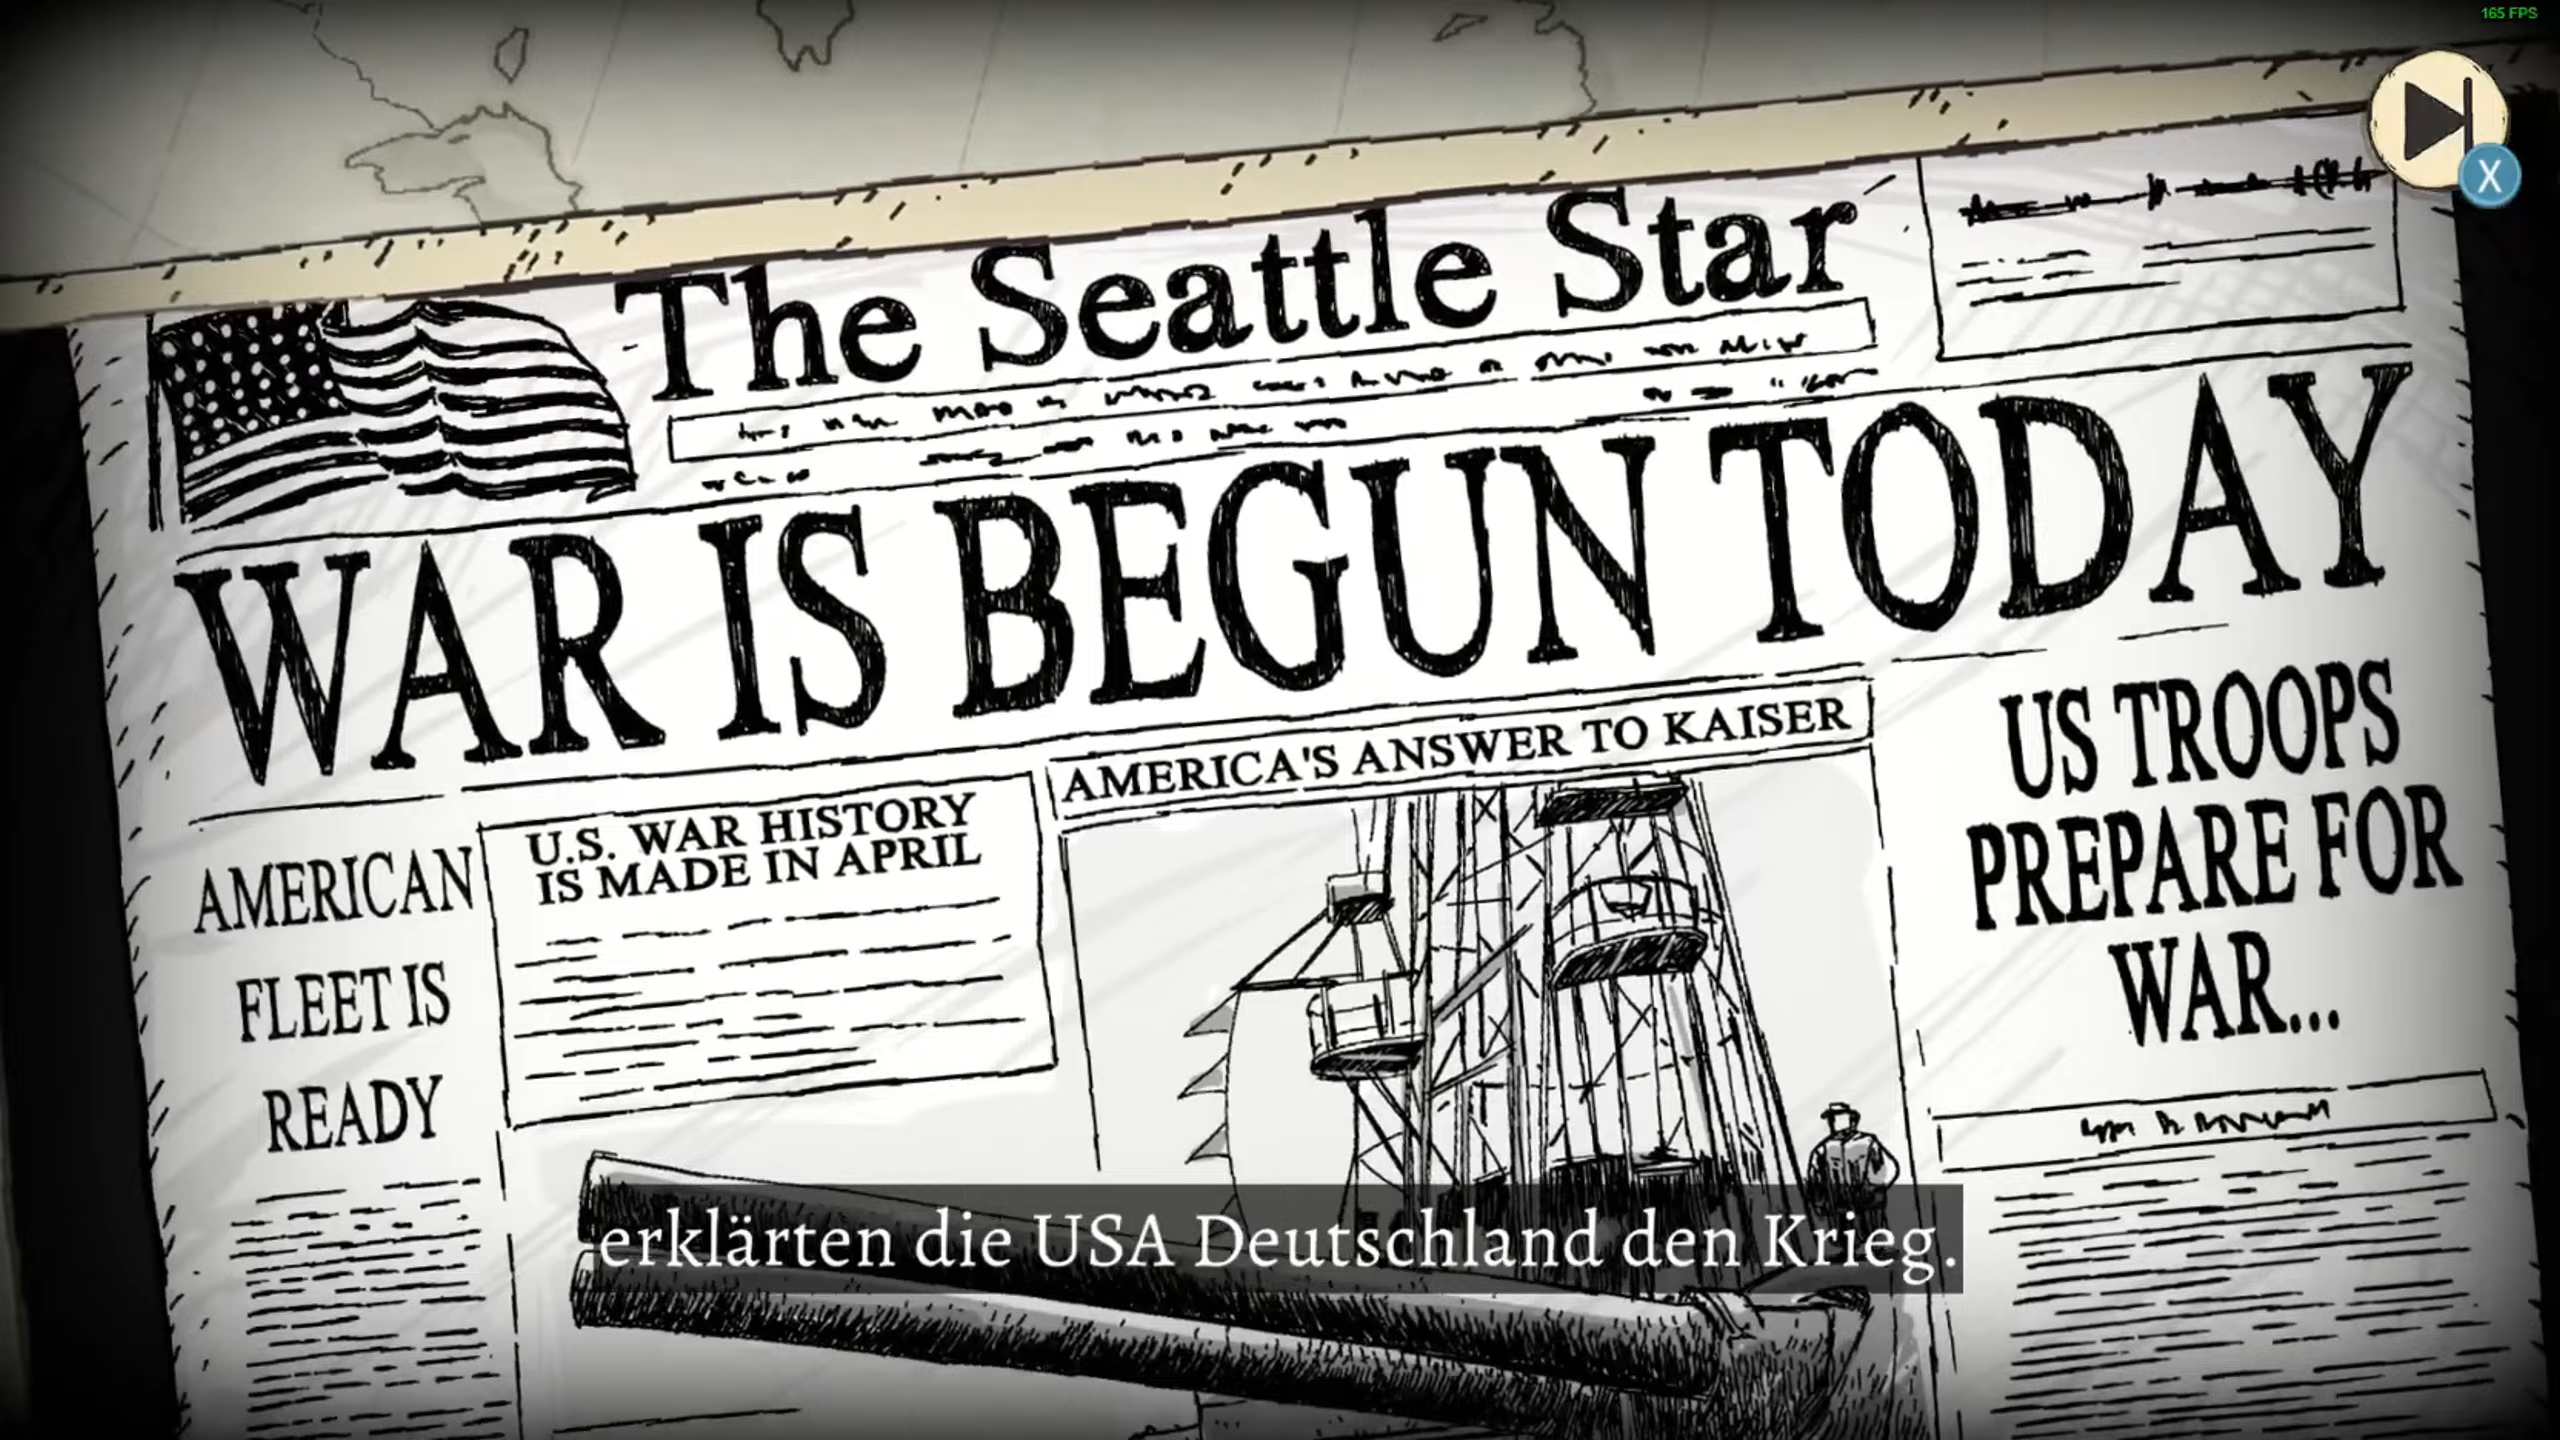 165 FPS
X
The Seattle Star
WAR IS BEGUN TODAY
AMERICAN
FLEET IS
READY
U.S. WAR HISTORY
IS MADE IN APRIL
AMERICA'S ANSWER TO KAISER
US TROOPS
PREPARE FOR
WAR...
erklärten die USA Deutschland den Krieg.